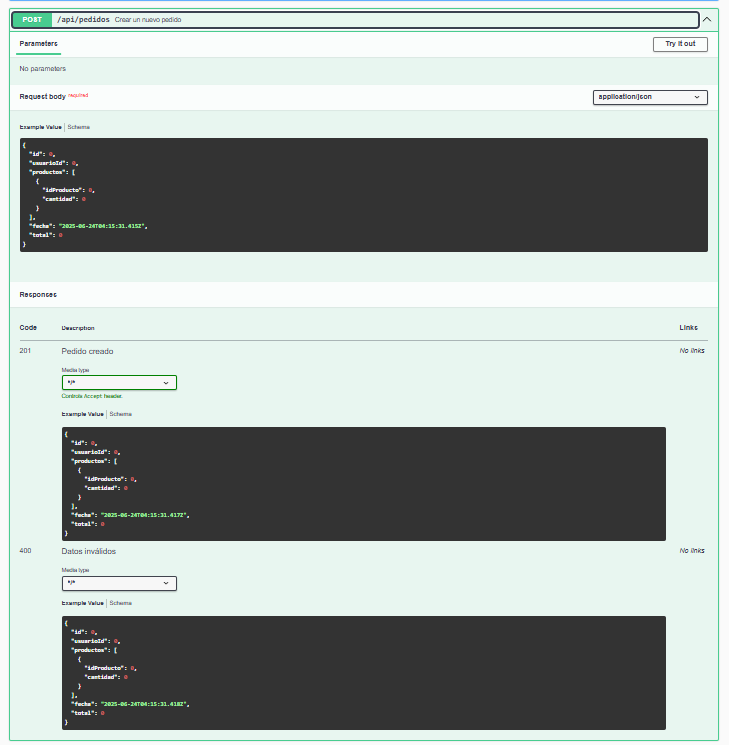 POST /api/pedidos Crear un nuevo pedido
Parameters
Try it out
No parameters
Request body required
application/json
Example Value | Schema
{
"id": 0,
"usuarioId": 0,
"productos": [
{
"idProducto": 0,
"cantidad": 0
}
],
"fecha": "2025-06-24T04:15:31.415Z",
"total": 0
}
Responses
Code Description Links
201 Pedido creado No links
Media type
*/*
Controls Accept header.
Example Value | Schema
{
"id": 0,
"usuarioId": 0,
"productos": [
{
"idProducto": 0,
"cantidad": 0
}
],
"fecha": "2025-06-24T04:15:31.417Z",
"total": 0
}
400 Datos inválidos No links
Media type
*/*
Example Value | Schema
{
"id": 0,
"usuarioId": 0,
"productos": [
{
"idProducto": 0,
"cantidad": 0
}
],
"fecha": "2025-06-24T04:15:31.418Z",
"total": 0
}